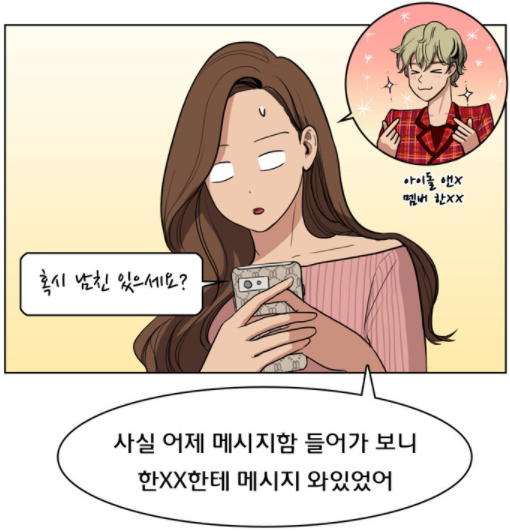 아이돌 앤X
멤버 한XX
혹시 남친 있으세요?
사실 어제 메시지함 들어가 보니
한XX한테 메시지 와있었어